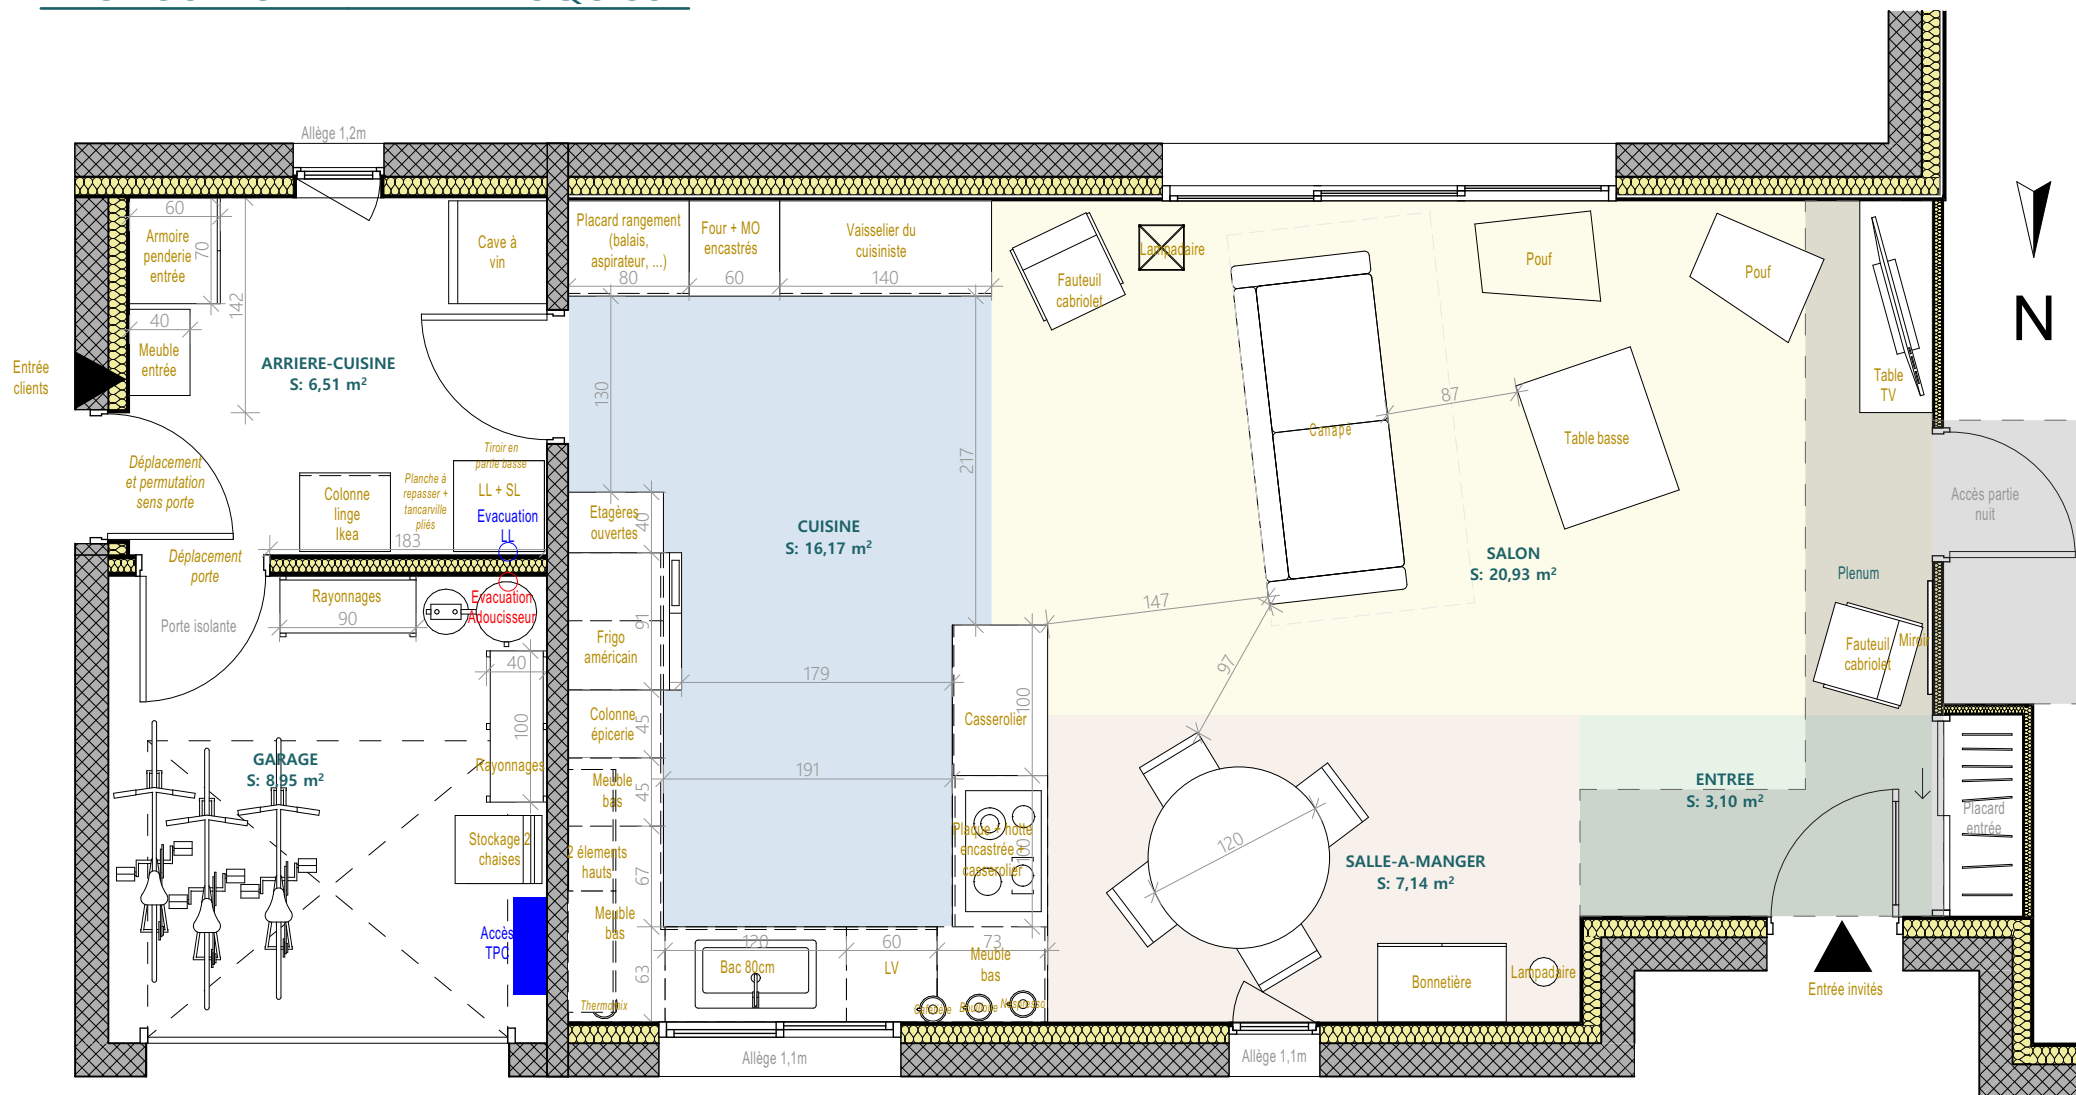 Allège 1,2m
60
Armoire
penderie
entrée
70
142
40
Meuble
entrée
Entrée
clients
ARRIERE-CUISINE
S: 6,51 m²
Cave à
vin
Déplacement
et permutation
sens porte
Colonne
linge
Ikea
Planche à
repasser +
tancarville
pliés
Tiroir en
partie basse
LL + SL
Evacuation
LL
183
Déplacement
porte
Porte isolante
Rayonnages
90
Evacuation
Adoucisseur
40
100
Rayonnages
GARAGE
S: 8,95 m²
Stockage 2
chaises
Accès
TPC
Placard rangement
(balais,
aspirateur, ...)
80
Four + MO
encastrés
60
Vaisselier du
cuisiniste
140
130
217
Etagères
ouvertes
40
CUISINE
S: 16,17 m²
Frigo
américain
91
179
Colonne
épicerie
45
191
Meuble
bas
45
2 élements
hauts
67
Meuble
bas
63
Thermomix
120
Bac 80cm
60
LV
73
Meuble
bas
Nespresso
Casserolier
100
Plaque + hotte
encastrée +
casserolier
100
Allège 1,1m
Fauteuil
cabriolet
Lampadaire
Canapé
87
Pouf
Pouf
Table basse
Table
TV
SALON
S: 20,93 m²
147
97
Plenum
Fauteuil
cabriolet
Miroir
Accès partie
nuit
N
120
SALLE-A-MANGER
S: 7,14 m²
ENTREE
S: 3,10 m²
Placard
entrée
Bonnetière
Lampadaire
Entrée invités
Allège 1,1m